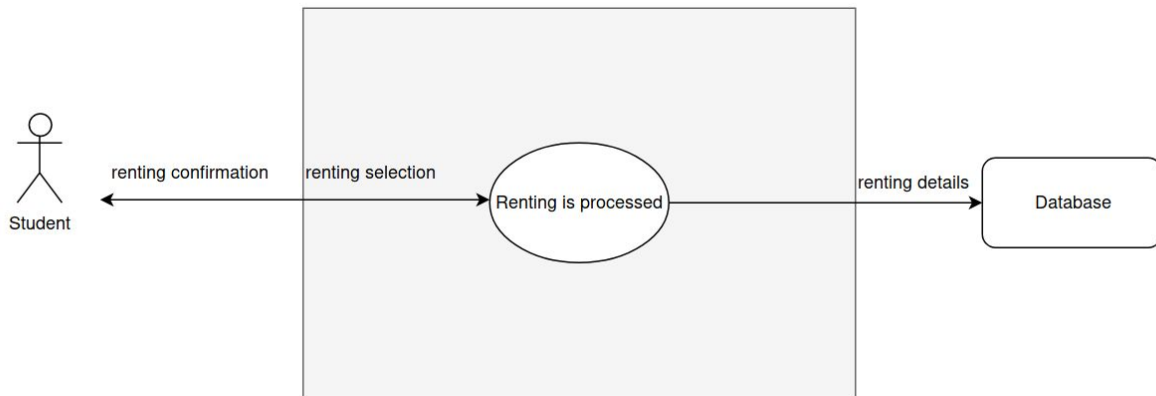 renting confirmation
renting selection
Student
Renting is processed
renting details
Database